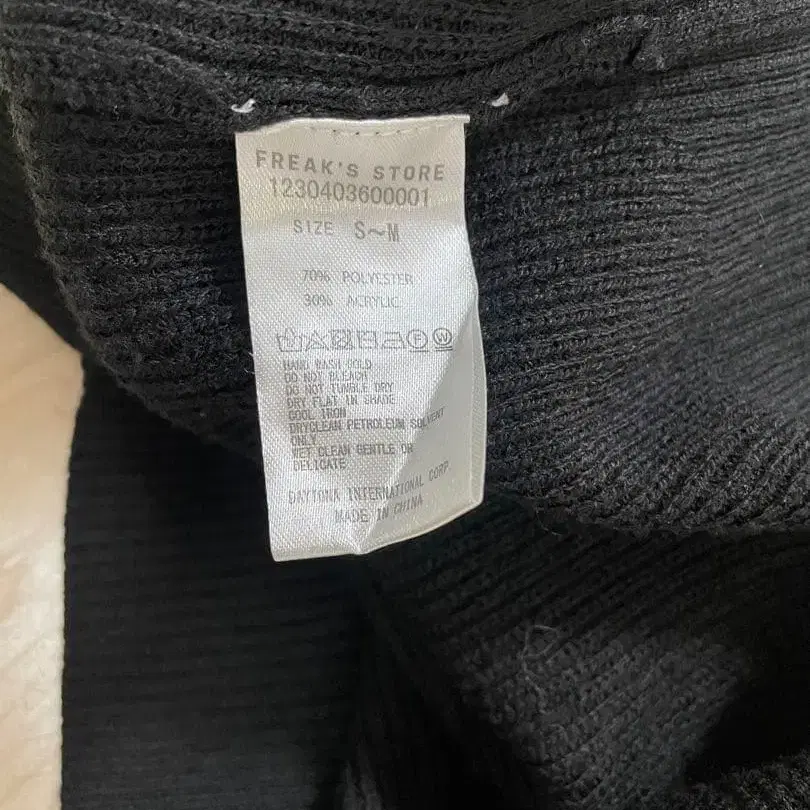 FREAK'S STORE
1230403600001
SIZE S~M
70% POLYESTER
30% ACRYLIC
HAND WASH COLD
DO NOT BLEACH
DO NOT TUMBLE DRY
DRY FLAT IN SHADE
COOL IRON
DRYCLEAN PETROLEUM SOLVENT
ONLY
WET CLEAN GENTLE OR
DELICATE
DAYTONA INTERNATIONAL CORP.
MADE IN CHINA